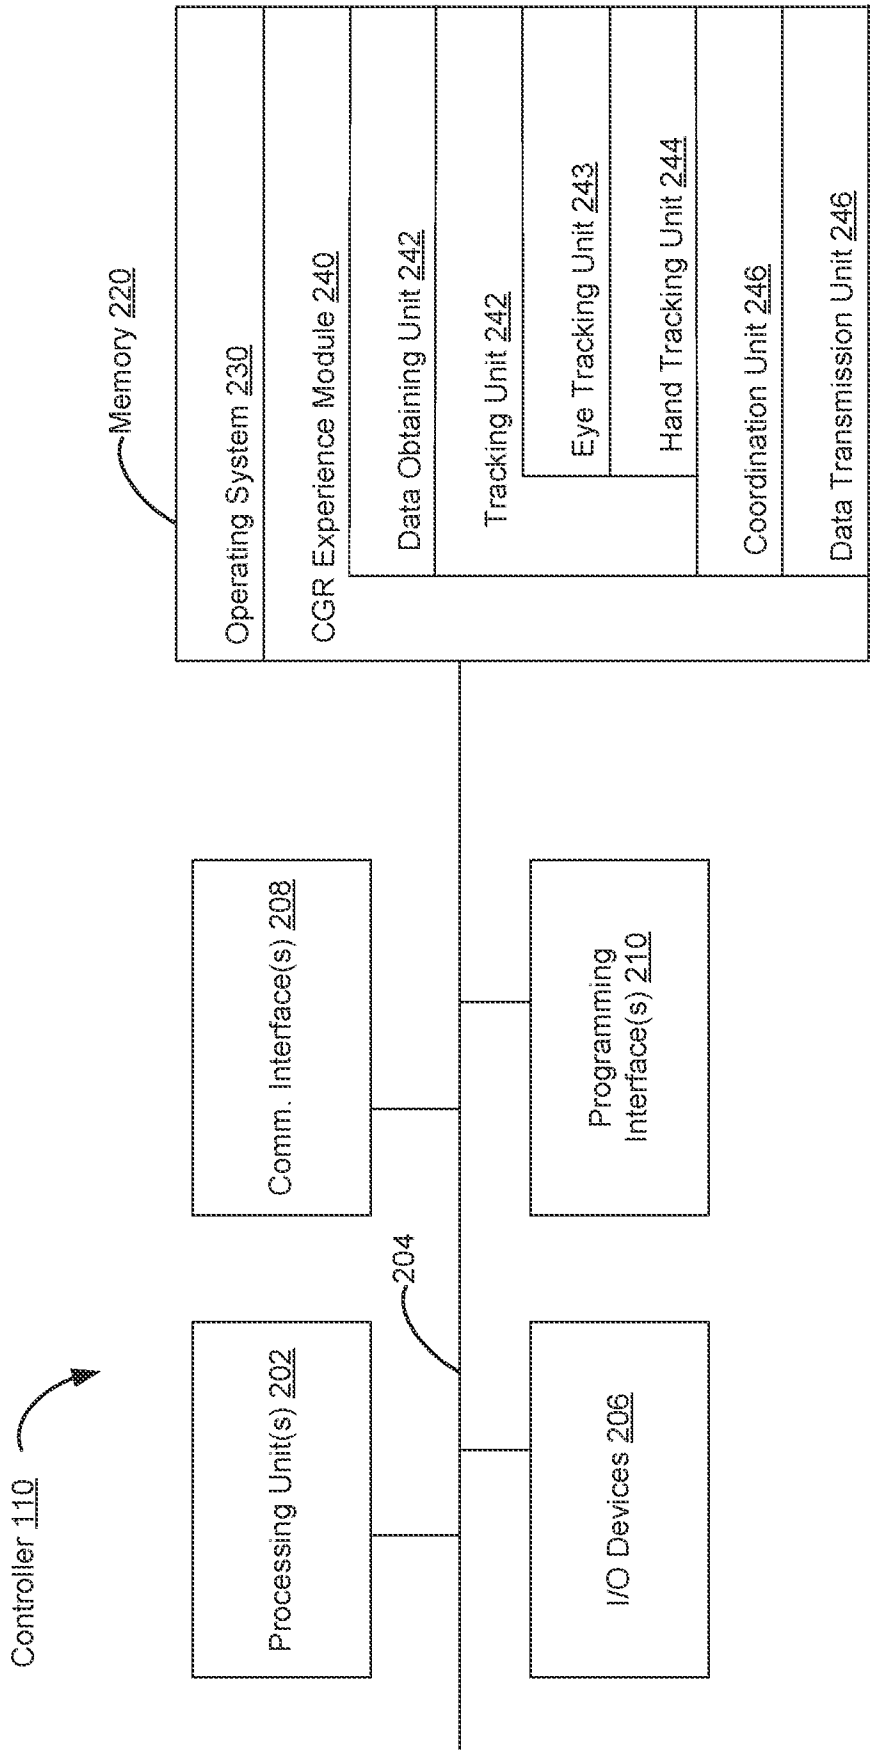 Controller 110
Processing Unit(s) 202
Comm. Interface(s) 208
204
I/O Devices 206
Programming
Interface(s) 210
Memory 220
Operating System 230
CGR Experience Module 240
Data Obtaining Unit 242
Tracking Unit 242
Eye Tracking Unit 243
Hand Tracking Unit 244
Coordination Unit 246
Data Transmission Unit 246